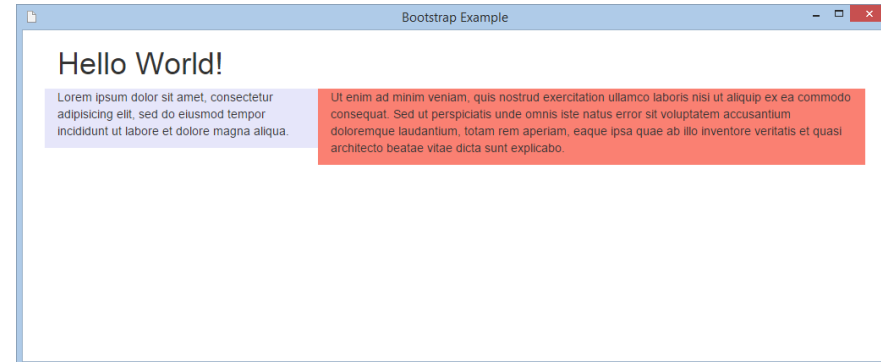 Bootstrap Example
Hello World!
Lorem ipsum dolor sit amet, consectetur
adipisicing elit, sed do eiusmod tempor
incididunt ut labore et dolore magna aliqua.
Ut enim ad minim veniam, quis nostrud exercitation ullamco laboris nisi ut aliquip ex ea commodo
consequat. Sed ut perspiciatis unde omnis iste natus error sit voluptatem accusantium
doloremque laudantium, totam rem aperiam, eaque ipsa quae ab illo inventore veritatis et quasi
architecto beatae vitae dicta sunt explicabo.